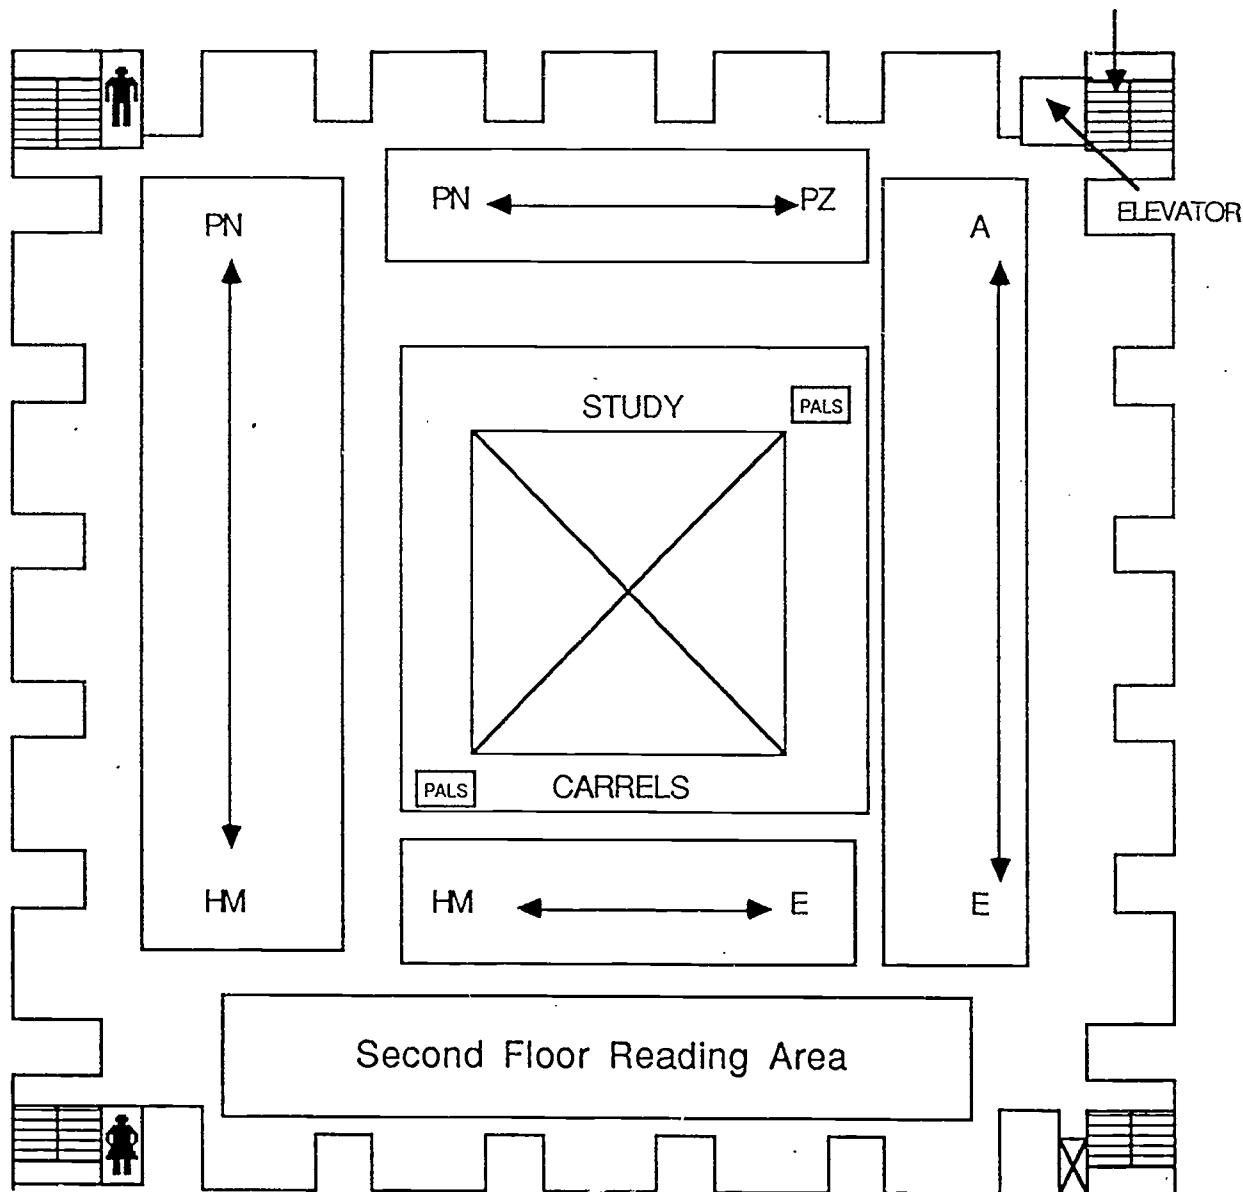 PN PZ
PN
A
ELEVATOR
STUDY
PALS
PALS
CARRELS
HM
HM E
E
Second Floor Reading Area